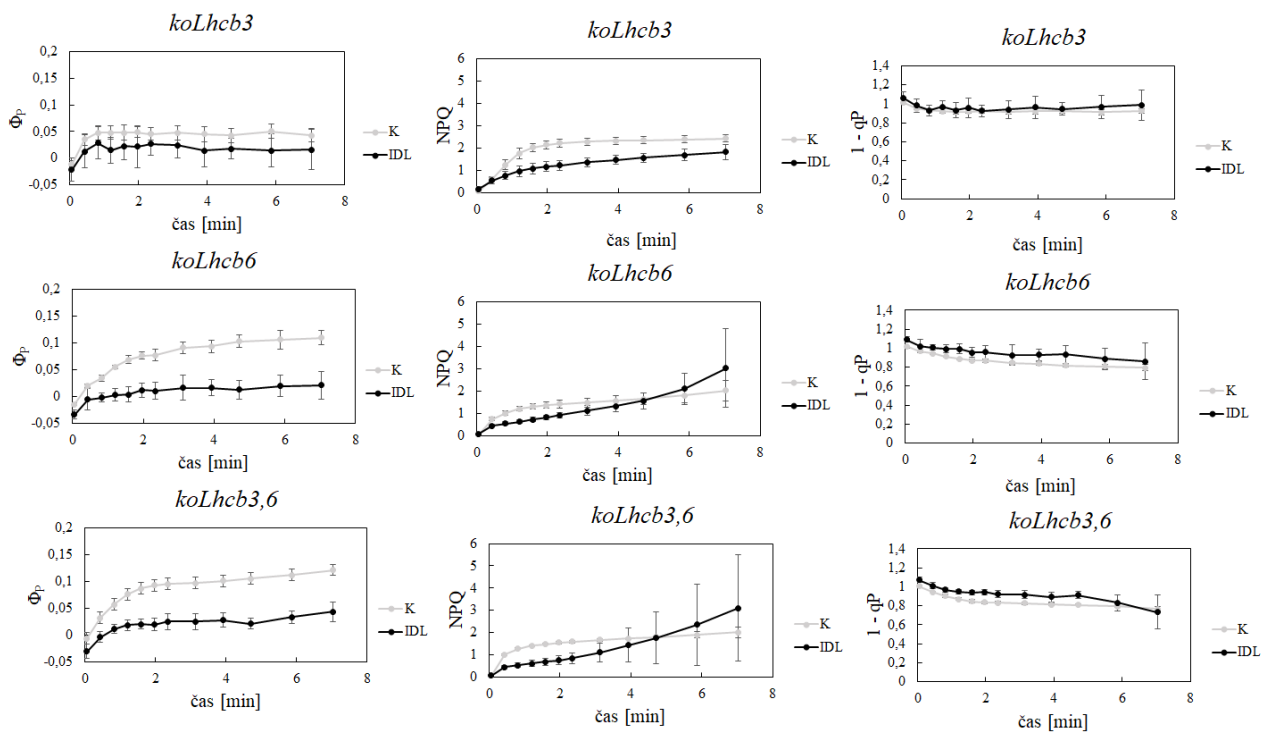 koLhcb3
0,2
0,15
0,1
0,05
0
-0,05
ΦP
0 2 4 6 8
čas [min]
K
IDL
koLhcb3
6
5
4
3
2
1
0
NPQ
0 2 4 6 8
čas [min]
K
IDL
koLhcb3
1,4
1,2
1
0,8
0,6
0,4
0,2
0
1 - qP
0 2 4 6 8
čas [min]
K
IDL
koLhcb6
0,2
0,15
0,1
0,05
0
-0,05
ΦP
0 2 4 6 8
čas [min]
K
IDL
koLhcb6
6
5
4
3
2
1
0
NPQ
0 2 4 6 8
čas [min]
K
IDL
koLhcb6
1,4
1,2
1
0,8
0,6
0,4
0,2
0
1 - qP
0 2 4 6 8
čas [min]
K
IDL
koLhcb3,6
0,2
0,15
0,1
0,05
0
-0,05
ΦP
0 2 4 6 8
čas [min]
K
IDL
koLhcb3,6
6
5
4
3
2
1
0
NPQ
0 2 4 6 8
čas [min]
K
IDL
koLhcb3,6
1,4
1,2
1
0,8
0,6
0,4
0,2
0
1 - qP
0 2 4 6 8
čas [min]
K
IDL